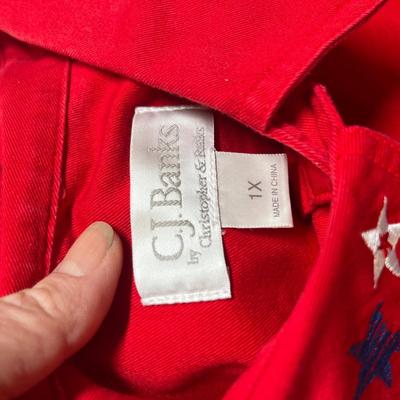 C.J. Banks
by Christopher & Banks
1X
MADE IN CHINA